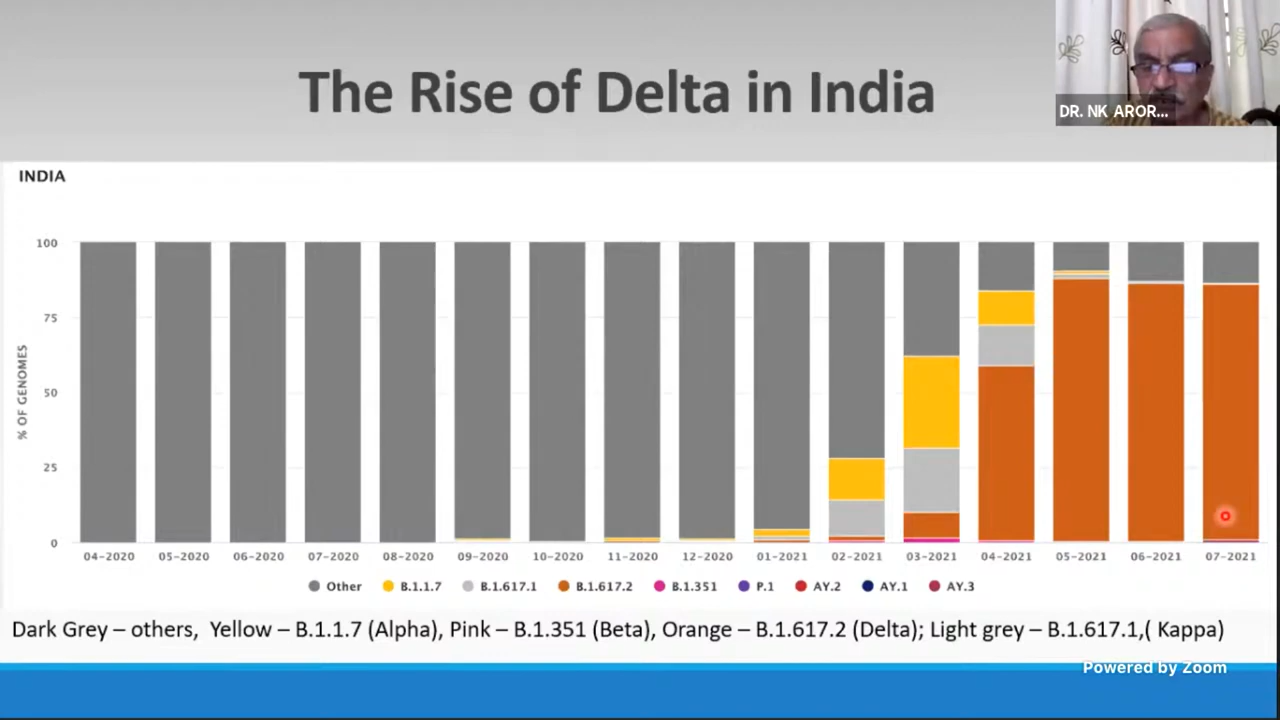 The Rise of Delta in India
DR. NK AROR...
INDIA
100
75
50
25
0
% OF GENOMES
04-2020 05-2020 06-2020 07-2020 08-2020 09-2020 10-2020 11-2020 12-2020 01-2021 02-2021 03-2021 04-2021 05-2021 06-2021 07-2021
Other B.1.1.7 B.1.617.1 B.1.617.2 B.1.351 P.1 AY.2 AY.1 AY.3
Dark Grey – others, Yellow – B.1.1.7 (Alpha), Pink – B.1.351 (Beta), Orange – B.1.617.2 (Delta); Light grey – B.1.617.1,( Kappa)
Powered by Zoom